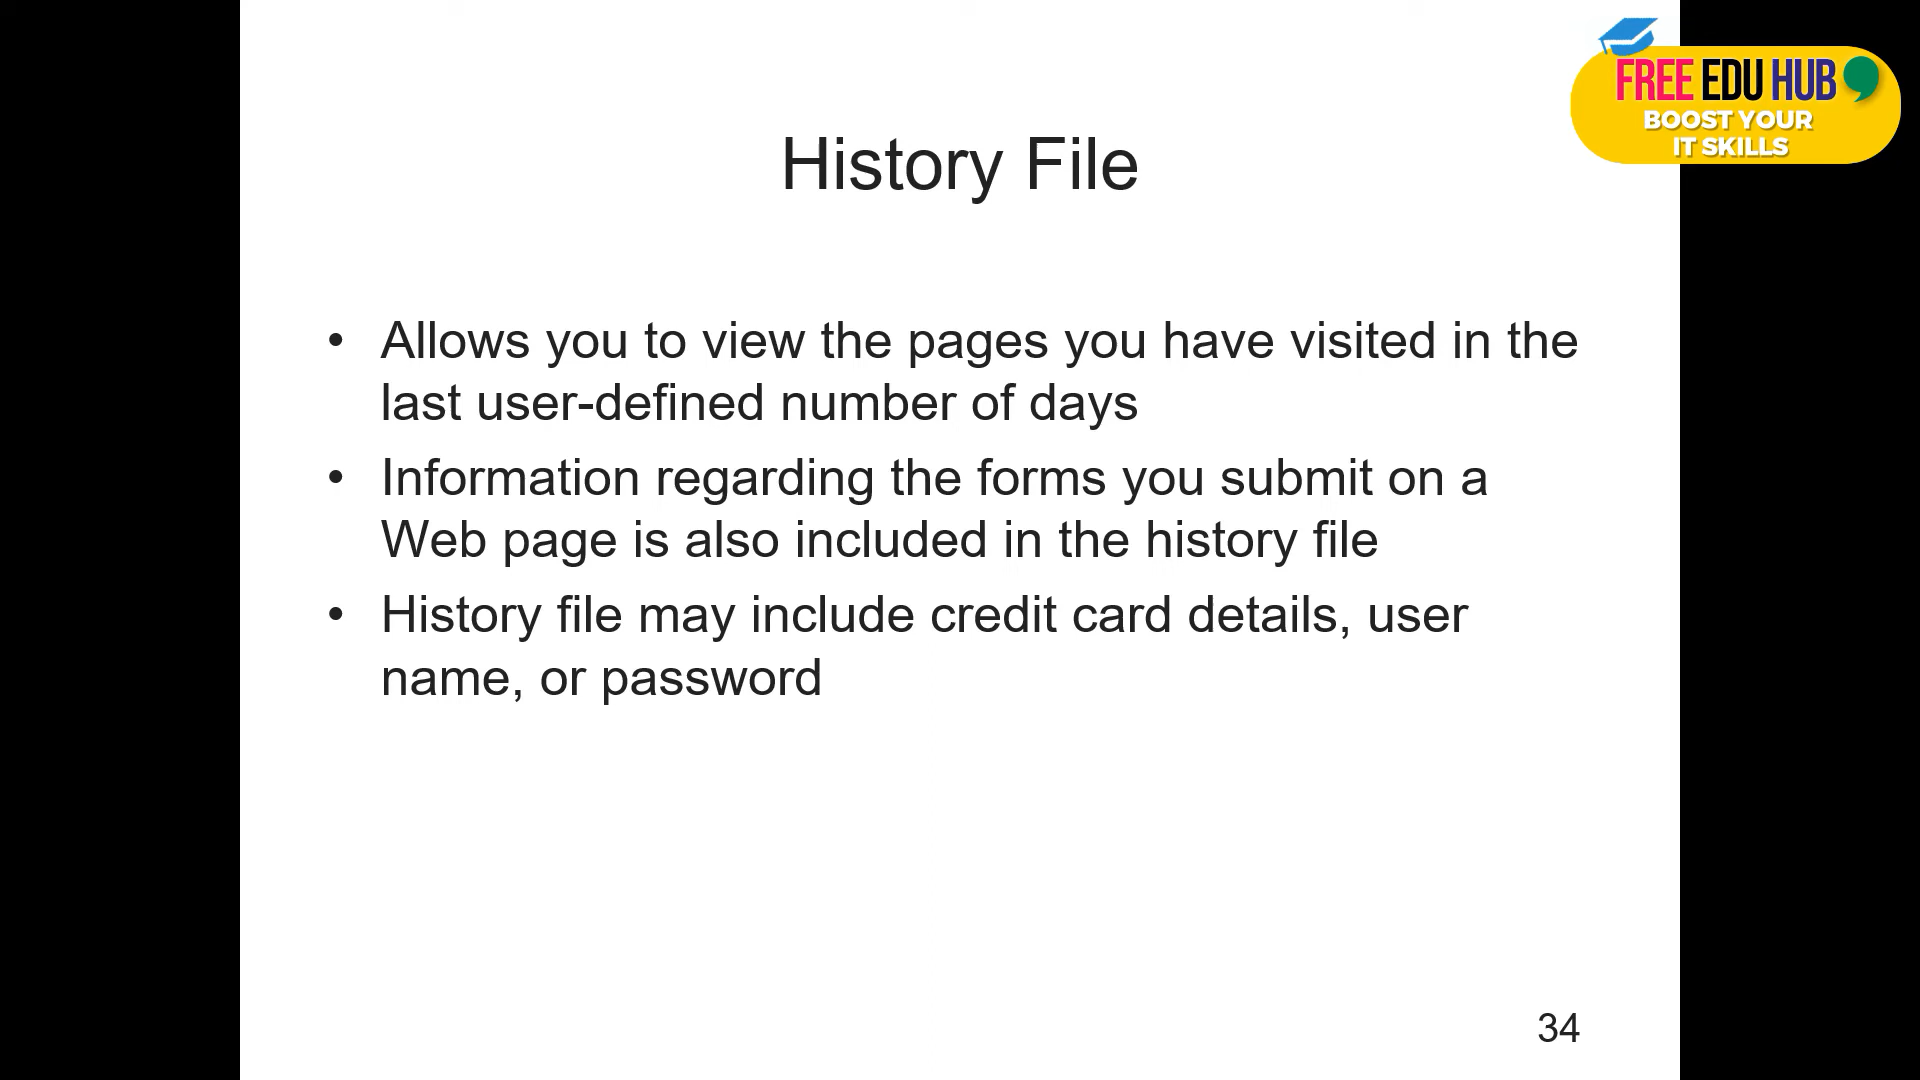 FREE EDU HUB
BOOST YOUR
IT SKILLS
History File
• Allows you to view the pages you have visited in the
last user-defined number of days
• Information regarding the forms you submit on a
Web page is also included in the history file
• History file may include credit card details, user
name, or password
34